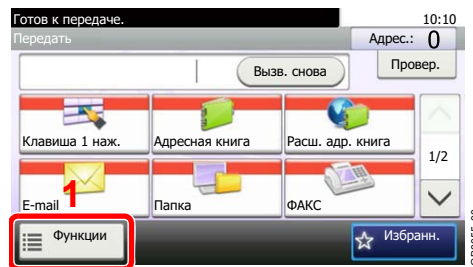 Готов к передаче. 10:10
Передать Адрес.: 0
Вызв. снова Провер.
Клавиша 1 наж. Адресная книга Расш. адр. книга
1/2
E-mail Папка ФАКС
1
Функции Избранн.